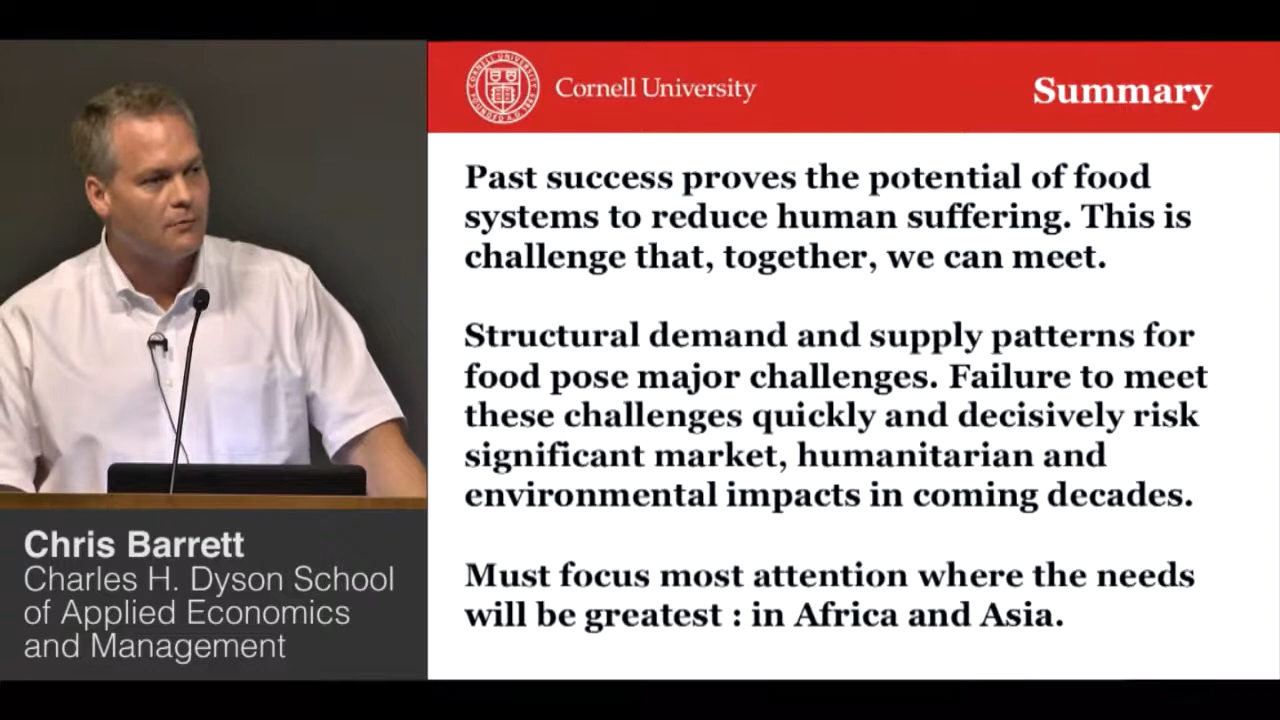 Cornell University
Summary
Past success proves the potential of food
systems to reduce human suffering. This is
challenge that, together, we can meet.
Structural demand and supply patterns for
food pose major challenges. Failure to meet
these challenges quickly and decisively risk
significant market, humanitarian and
environmental impacts in coming decades.
Must focus most attention where the needs
will be greatest : in Africa and Asia.
Chris Barrett
Charles H. Dyson School
of Applied Economics
and Management